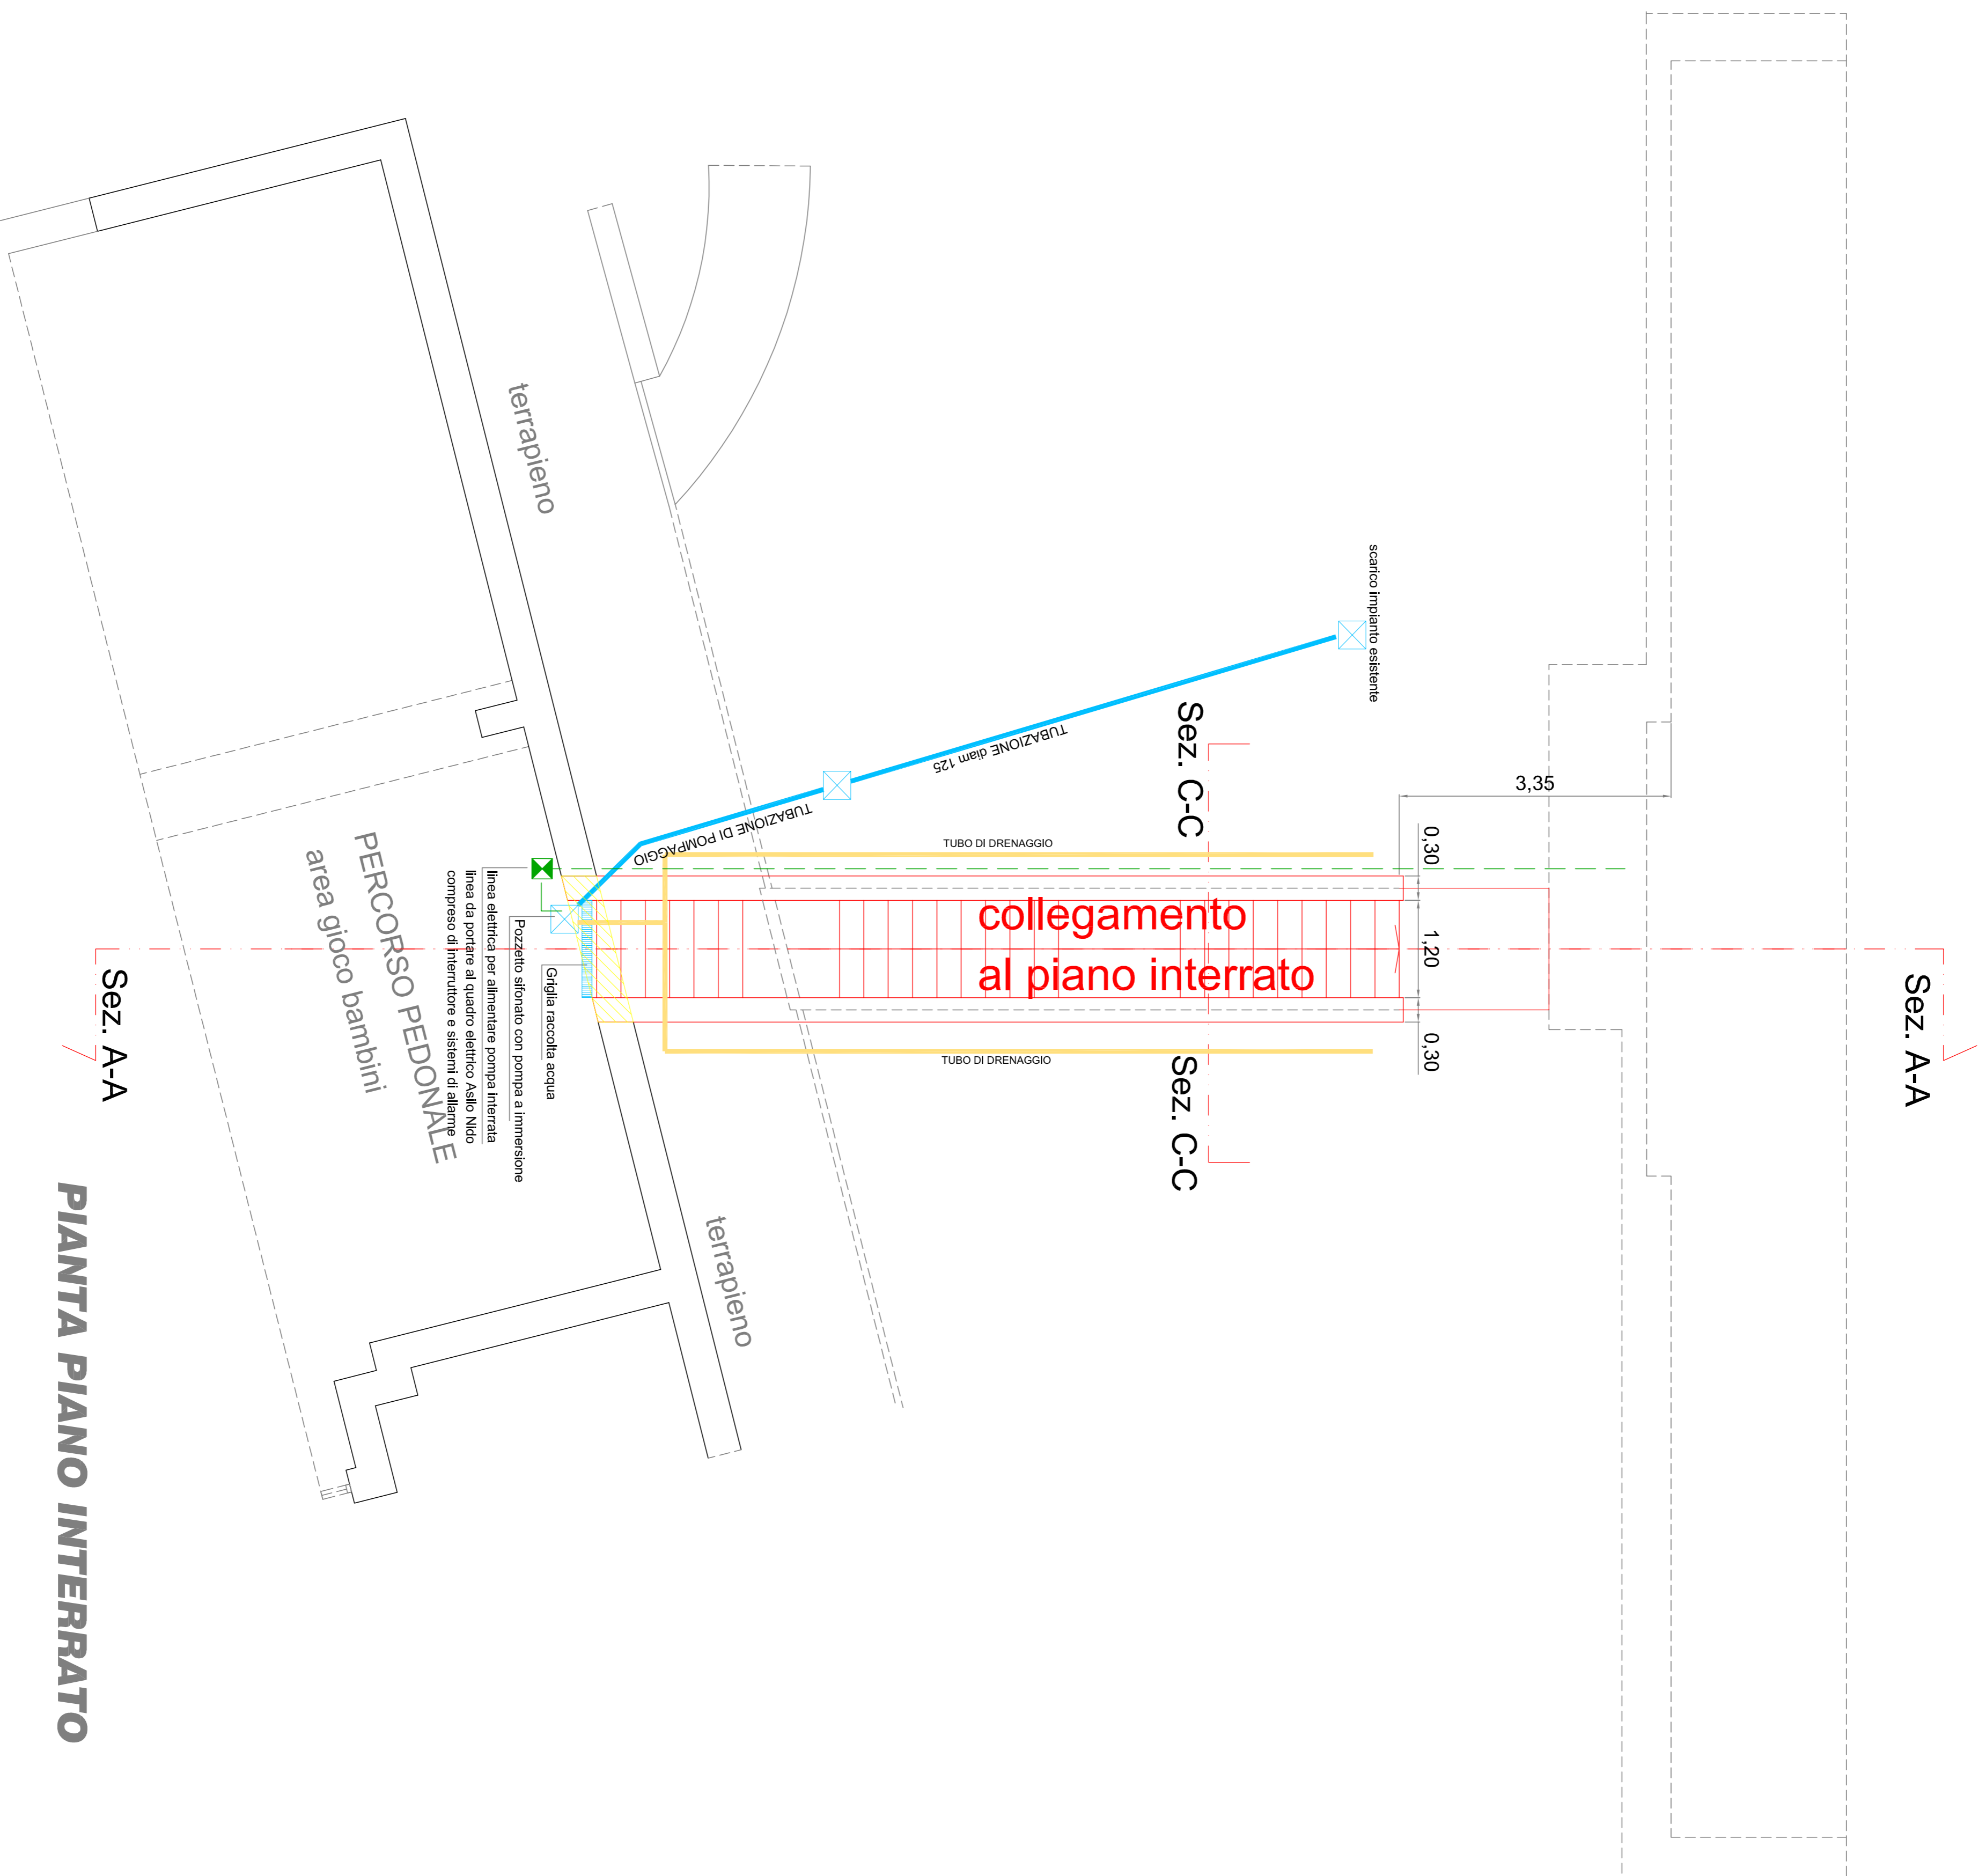 scarico impianto esistente
TUBAZIONE diam 125
TUBAZIONE DI POMPAGGIO
TUBO DI DRENAGGIO
TUBO DI DRENAGGIO
collegamento
al piano interrato
3,35
0,30
1,20
0,30
Sez. C-C
Sez. C-C
Sez. A-A
Sez. A-A
terrapieno
terrapieno
Griglia raccolta acqua
Pozzetto sifonato con pompa a immersione
linea elettrica per alimentare pompa interrata
linea da portare al quadro elettrico Asilo Nido
compreso di interruttore e sistemi di allarme
PERCORSO PEDONALE
area gioco bambini
PIANTA PIANO INTERRATO